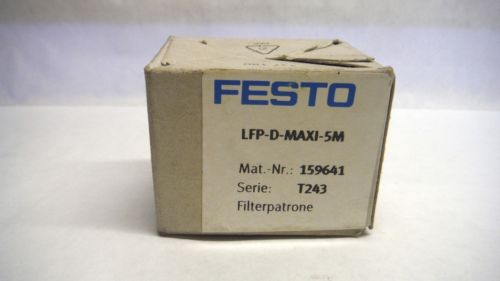 FESTO
LFP-D-MAXI-5M
Mat.-Nr.: 159641
Serie: T243
Filterpatrone